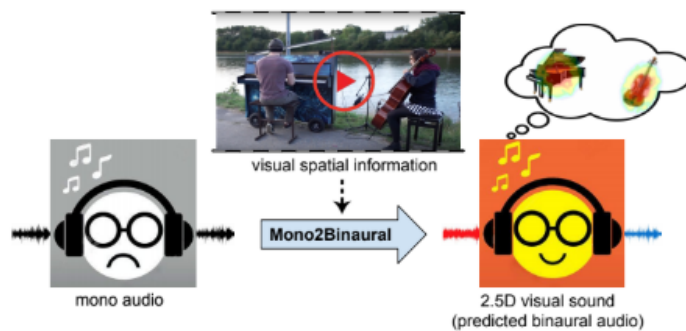 visual spatial information
Mono2Binaural
mono audio
2.5D visual sound
(predicted binaural audio)